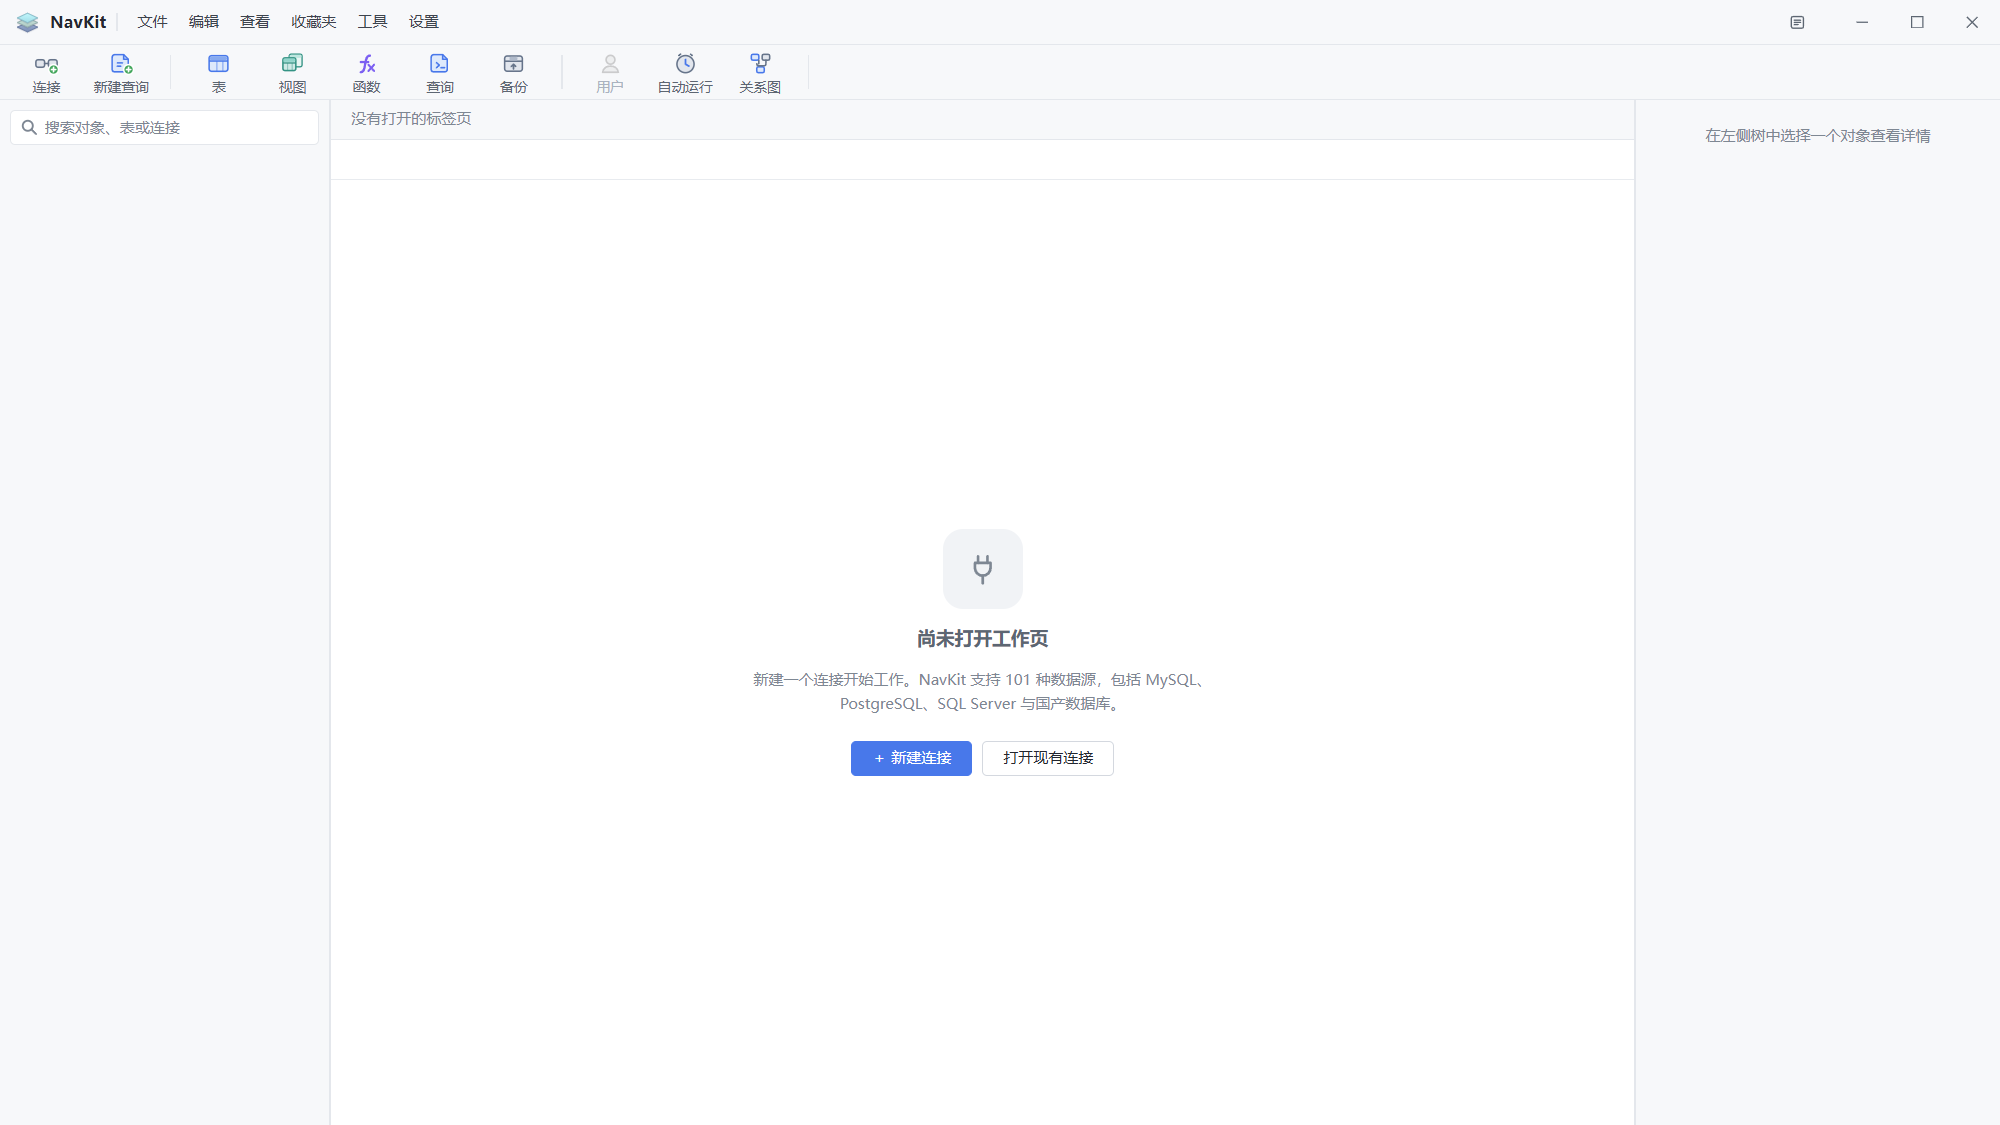 NavKit 文件 编辑 查看 收藏夹 工具 设置
连接 新建查询 表 视图 函数 查询 备份 用户 自动运行 关系图
搜索对象、表或连接
没有打开的标签页
在左侧树中选择一个对象查看详情
尚未打开工作页
新建一个连接开始工作。NavKit 支持 101 种数据源，包括 MySQL、
PostgreSQL、SQL Server 与国产数据库。
+ 新建连接 打开现有连接